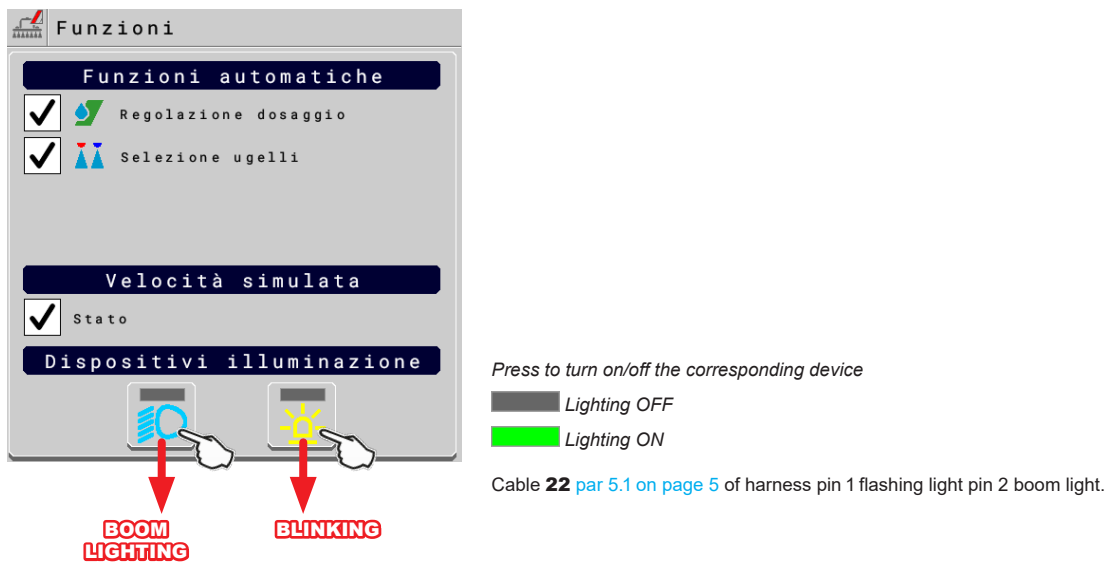 Funzioni
Funzioni automatiche
Regolazione dosaggio
Selezione ugelli
Velocità simulata
Stato
Dispositivi illuminazione
BOOM
LIGHTING
BLINKING
Press to turn on/off the corresponding device
Lighting OFF
Lighting ON
Cable 22 par 5.1 on page 5 of harness pin 1 flashing light pin 2 boom light.